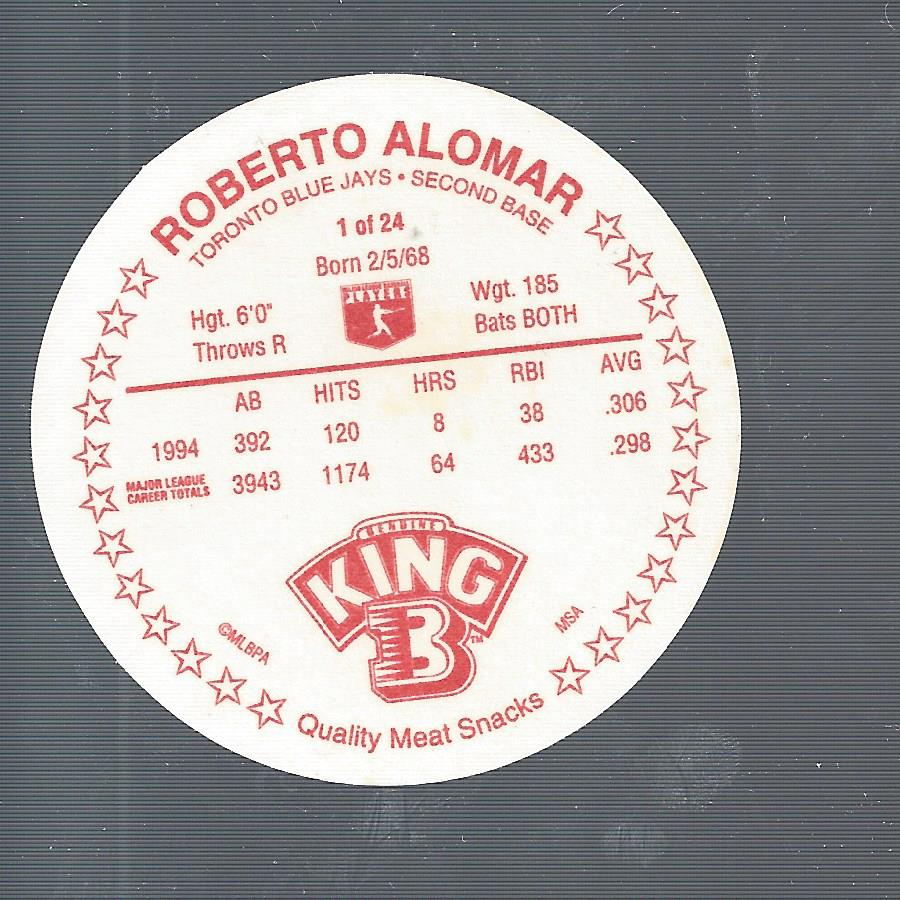 ROBERTO ALOMAR
TORONTO BLUE JAYS • SECOND BASE
1 of 24
Born 2/5/68
Hgt. 6'0" Wgt. 185
Throws R Bats BOTH
PLAYERS
AB HITS HRS RBI AVG
1994 392 120 8 38 .306
MAJOR LEAGUE
CAREER TOTALS 3943 1174 64 433 .298
GENUINE
KING
B™
©MLBPA MSA
Quality Meat Snacks